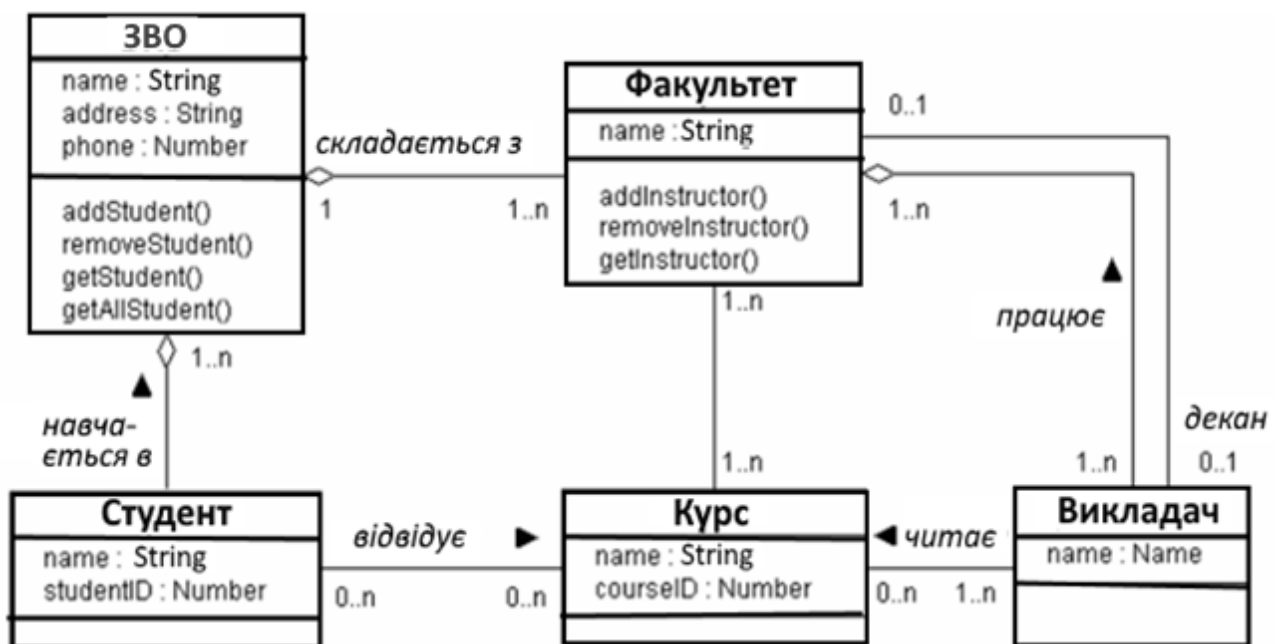 ЗВО
name : String
address : String
phone : Number
addStudent()
removeStudent()
getStudent()
getAllStudent()
складається з
1
1..n
Факультет
name : String
addInstructor()
removeInstructor()
getInstructor()
0..1
1..n
1..n
працює
1..n
навча-
ється в
декан
1..n
1..n
0..1
Студент
name : String
studentID : Number
відвідує
0..n
0..n
Курс
name : String
courseID : Number
читає
0..n
1..n
Викладач
name : Name